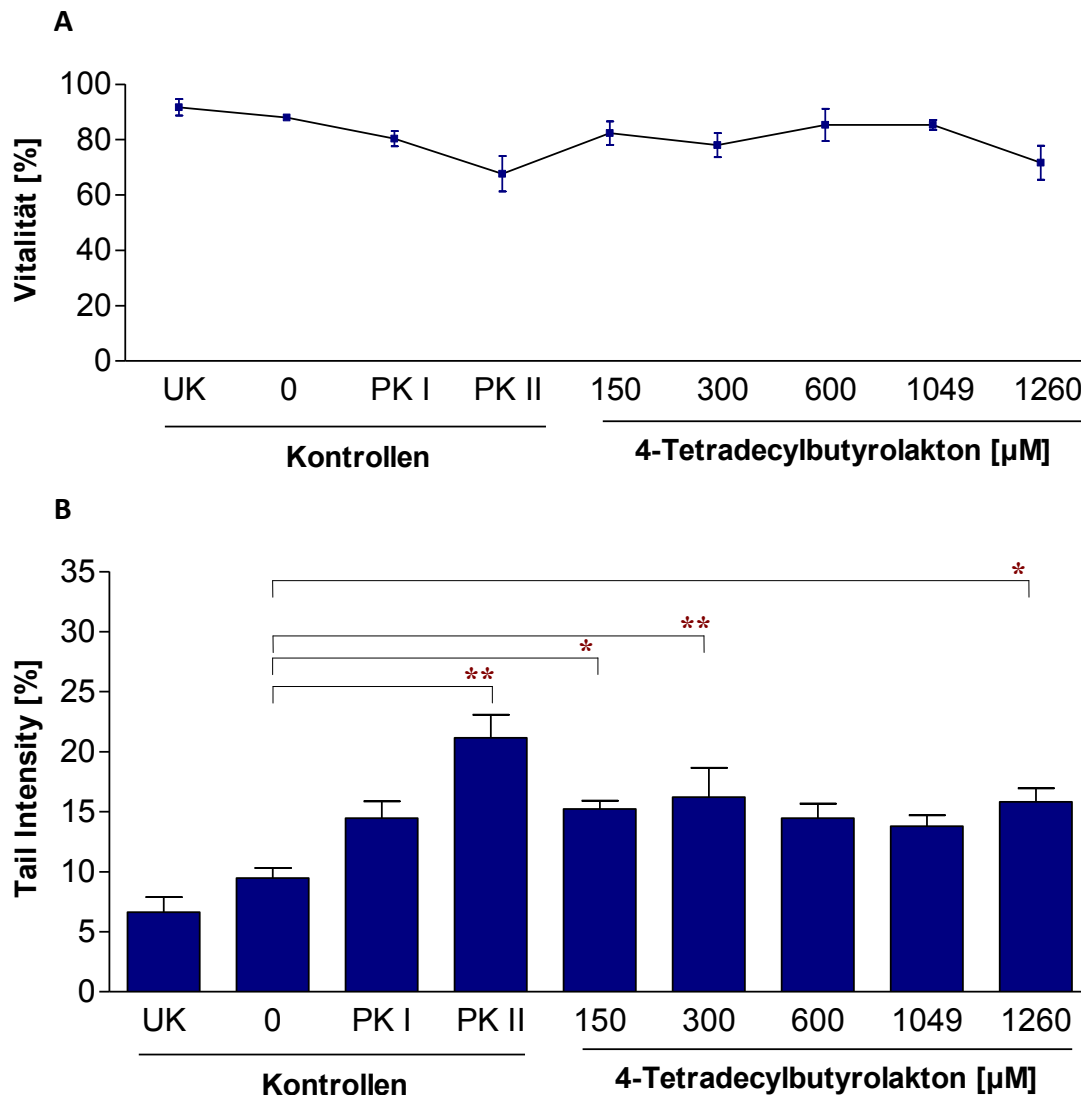 A
Vitalität [%]
100
80
60
40
20
0
UK 0 PK I PK II 150 300 600 1049 1260
Kontrollen 4-Tetradecylbutyrolakton [µM]
B
Tail Intensity [%]
35
30
25
20
15
10
5
0
*
**
*
**
UK 0 PK I PK II 150 300 600 1049 1260
Kontrollen 4-Tetradecylbutyrolakton [µM]